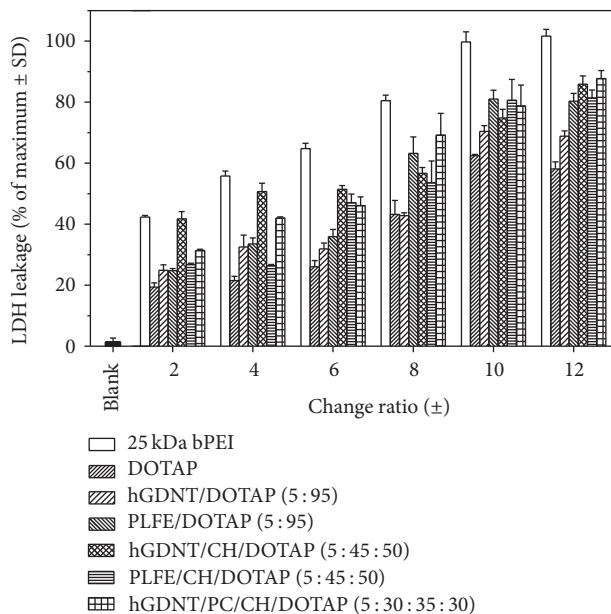 100
80
60
40
20
0
LDH leakage (% of maximum ± SD)
Blank
2 4 6 8 10 12
Change ratio (±)
25 kDa bPEI
DOTAP
hGDNT/DOTAP (5 : 95)
PLFE/DOTAP (5 : 95)
hGDNT/CH/DOTAP (5 : 45 : 50)
PLFE/CH/DOTAP (5 : 45 : 50)
hGDNT/PC/CH/DOTAP (5 : 30 : 35 : 30)